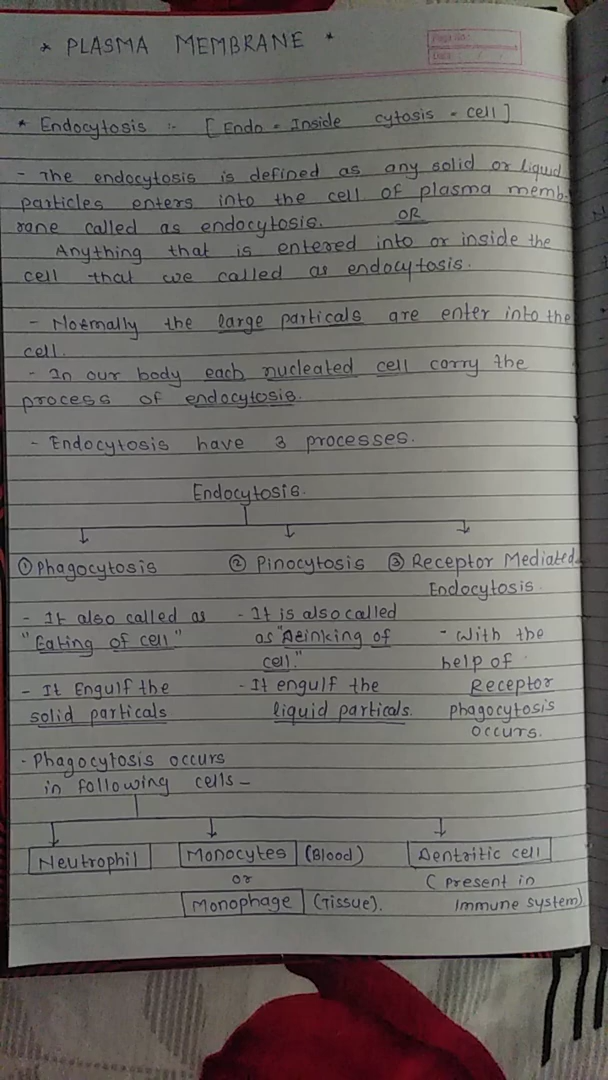 * PLASMA MEMBRANE *
Page No.:
Date: / /
* Endocytosis :- [Endo = Inside cytosis = cell]
- The endocytosis is defined as any solid or liquid
particles enters into the cell of plasma memb-
rane called as endocytosis. OR
Anything that is entered into or inside the
cell that we called as endocytosis.
- Normally the large particals are enter into the
cell.
- In our body each nucleated cell carry the
process of endocytosis.
- Endocytosis have 3 processes.
Endocytosis.
① Phagocytosis ② Pinocytosis ③ Receptor Mediated
Endocytosis.
- It also called as
"Eating of cell"
- It Engulf the
solid particals
- It is also called
as "Drinking of
cell."
- It engulf the
liquid particals.
- With the
help of
Receptor
phagocytosis
occurs.
- Phagocytosis occurs
in following cells -
Neutrophil Monocytes (Blood) Dentritic cell
or
Monophage (Tissue).
( present in
Immune system)